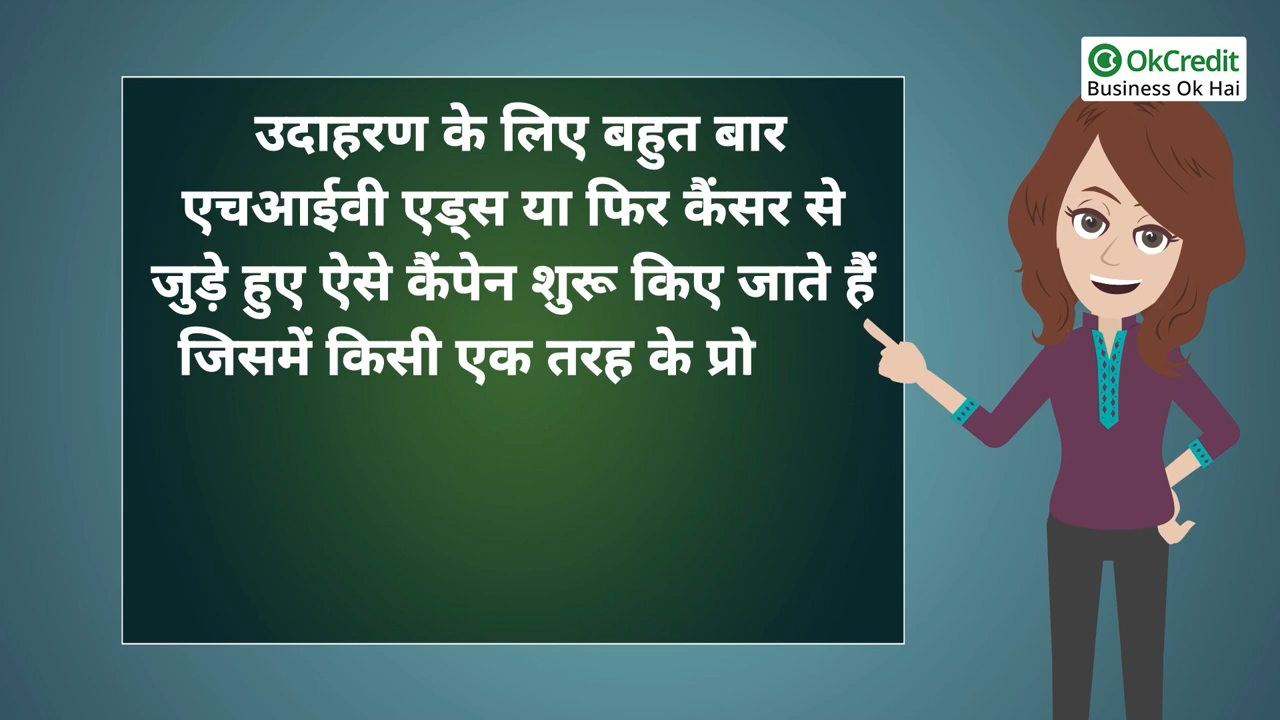 OkCredit
Business Ok Hai
उदाहरण के लिए बहुत बार
एचआईवी एड्स या फिर कैंसर से
जुड़े हुए ऐसे कैंपेन शुरू किए जाते हैं
जिसमें किसी एक तरह के प्रो